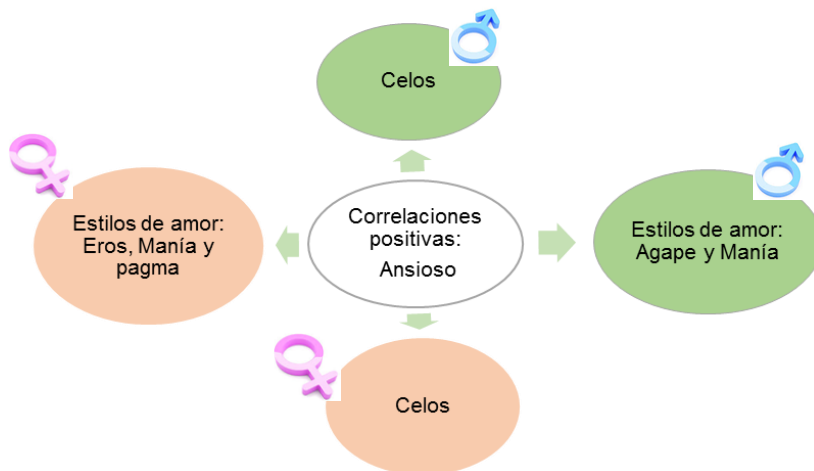 Celos
Estilos de amor:
Eros, Manía y
pagma
Correlaciones
positivas:
Ansioso
Estilos de amor:
Agape y Manía
Celos